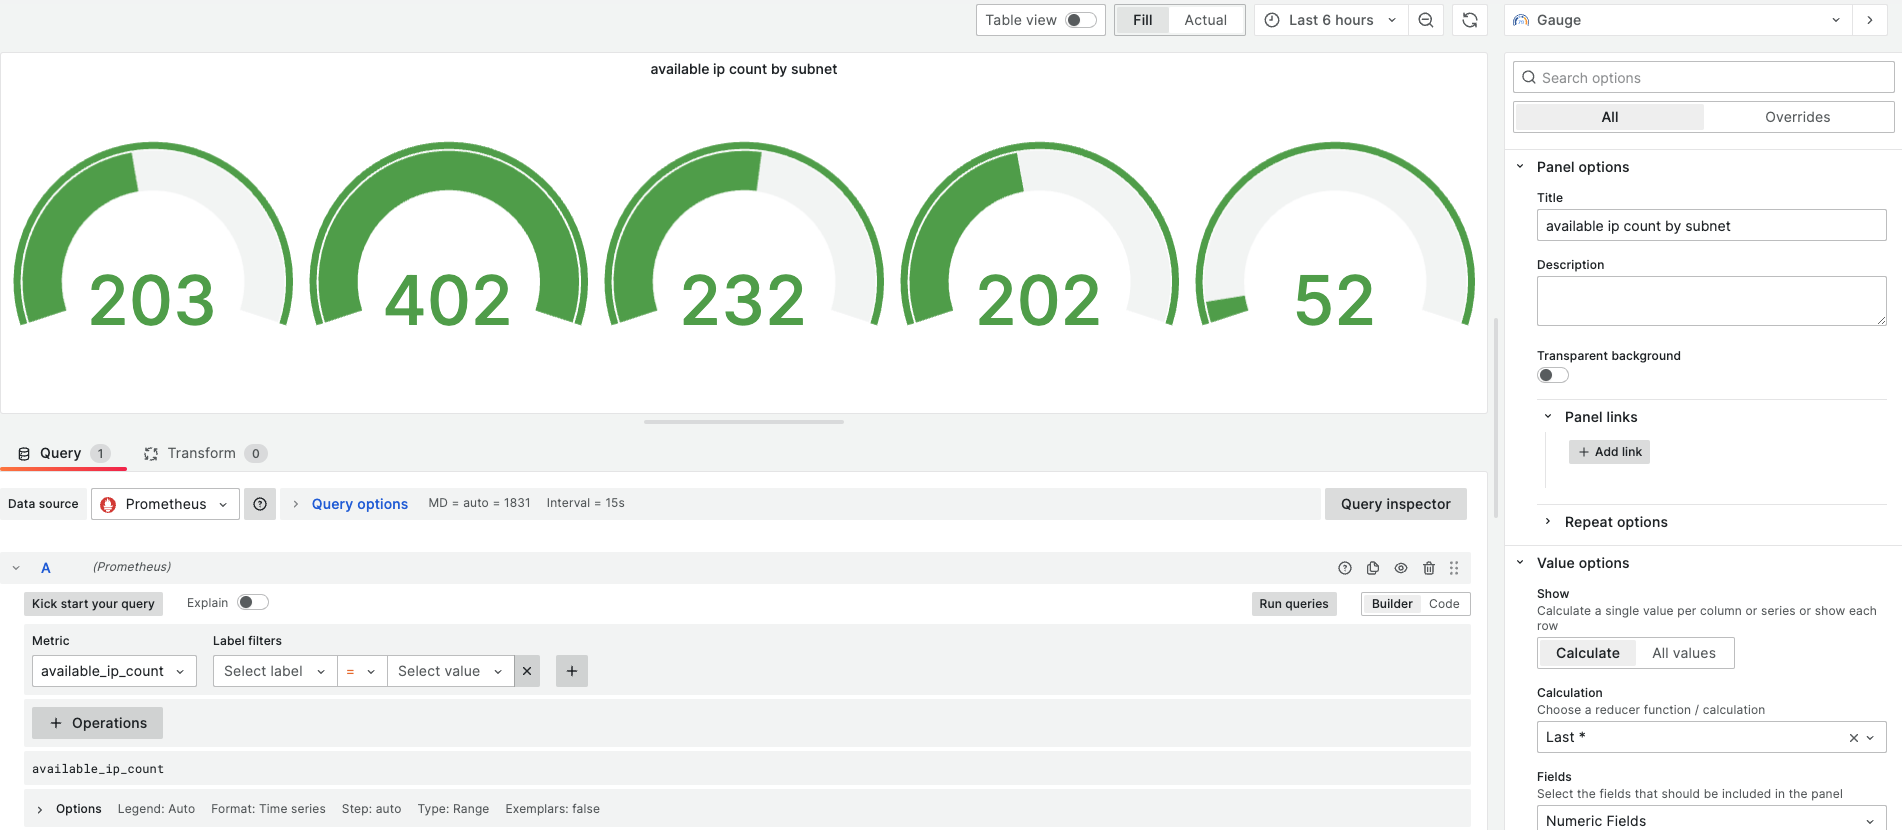 Table view
Fill
Actual
Last 6 hours
Gauge
available ip count by subnet
203
402
232
202
52
Search options
All
Overrides
Panel options
Title
available ip count by subnet
Description
Transparent background
Panel links
+ Add link
Repeat options
Value options
Show
Calculate a single value per column or series or show each
row
Calculate
All values
Calculation
Choose a reducer function / calculation
Last *
Fields
Select the fields that should be included in the panel
Numeric Fields
Query 1
Transform 0
Data source
Prometheus
Query options
MD = auto = 1831
Interval = 15s
Query inspector
A
(Prometheus)
Kick start your query
Explain
Run queries
Builder
Code
Metric
Label filters
available_ip_count
Select label
=
Select value
+
+ Operations
available_ip_count
Options
Legend: Auto
Format: Time series
Step: auto
Type: Range
Exemplars: false